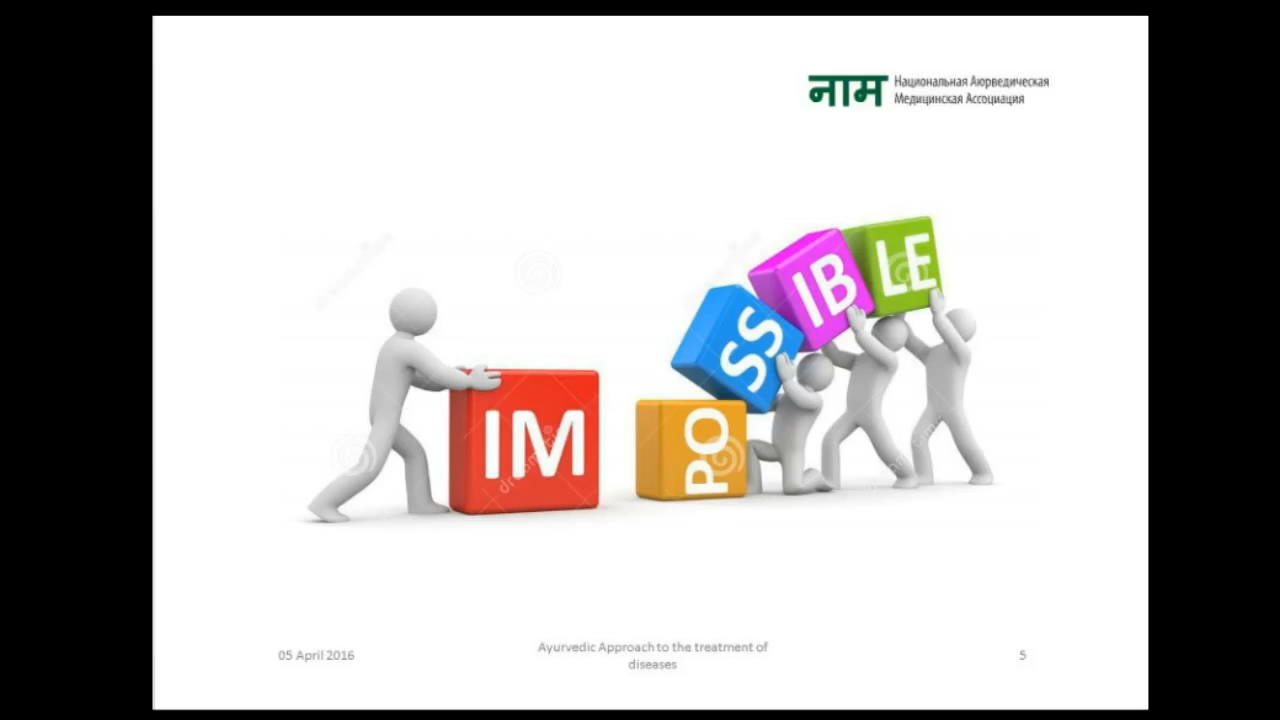 नाम
Национальная Аюрведическая
Медицинская Ассоциация
IM
PO
SS
IB
LE
05 April 2016
Ayurvedic Approach to the treatment of
diseases
5